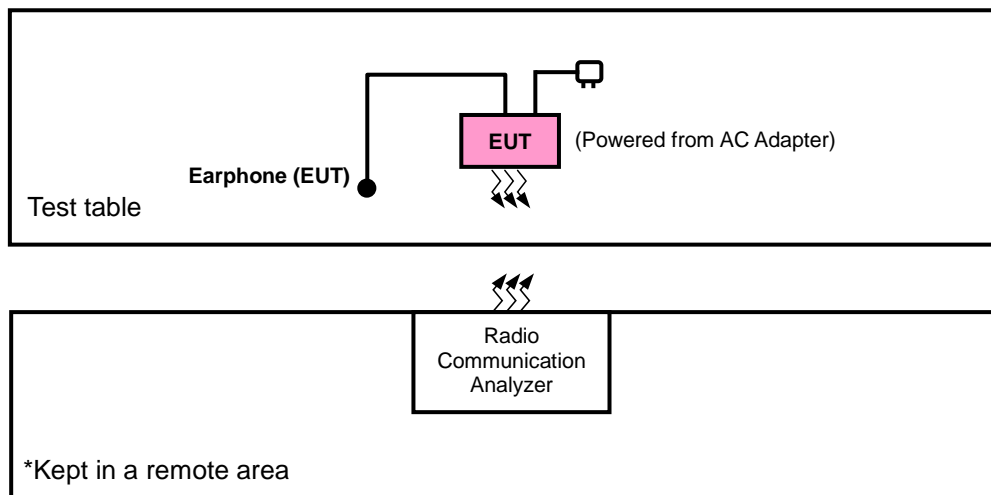 EUT
(Powered from AC Adapter)
Earphone (EUT)
Test table
Radio
Communication
Analyzer
*Kept in a remote area